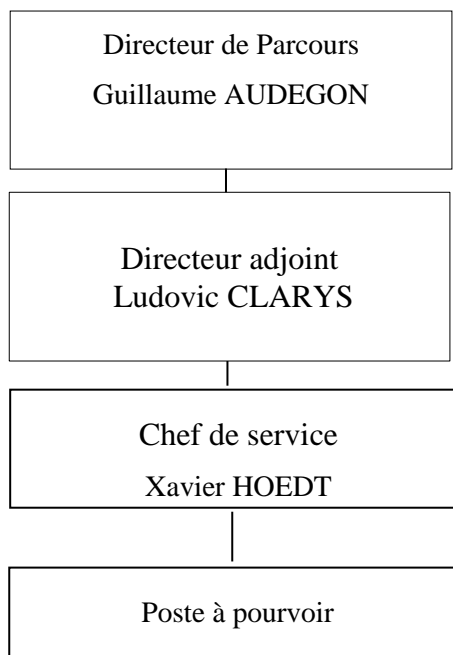 Directeur de Parcours
Guillaume AUDEGON
Directeur adjoint
Ludovic CLARYS
Chef de service
Xavier HOEDT
Poste à pourvoir